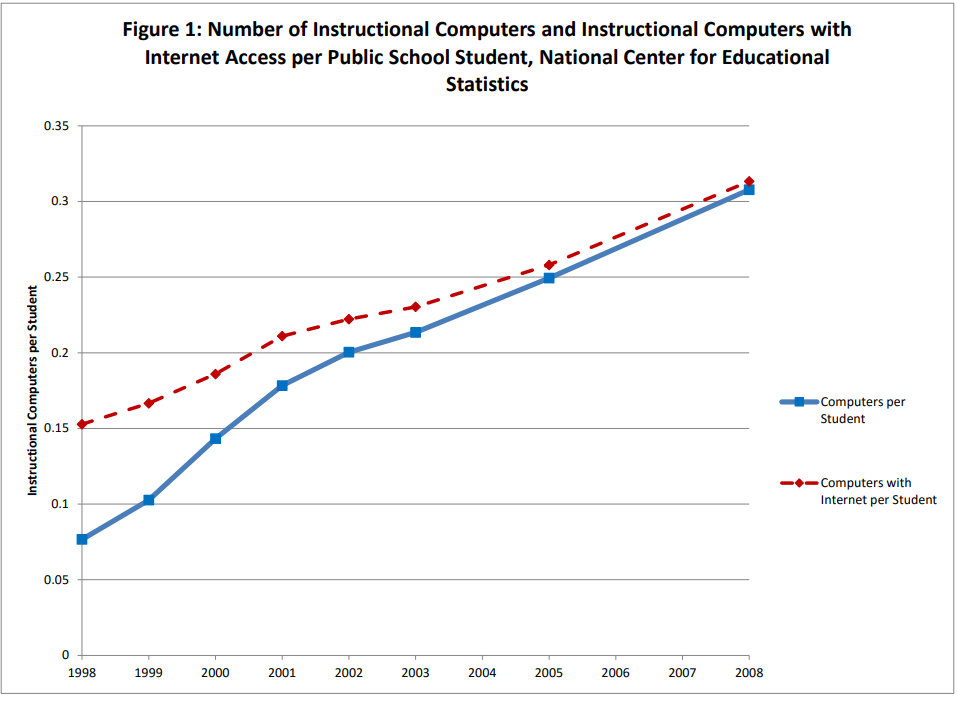 Figure 1: Number of Instructional Computers and Instructional Computers with
Internet Access per Public School Student, National Center for Educational
Statistics
0.35
0.3
0.25
0.2
0.15
0.1
0.05
0
Instructional Computers per Student
1998 1999 2000 2001 2002 2003 2004 2005 2006 2007 2008
Computers per
Student
Computers with
Internet per Student